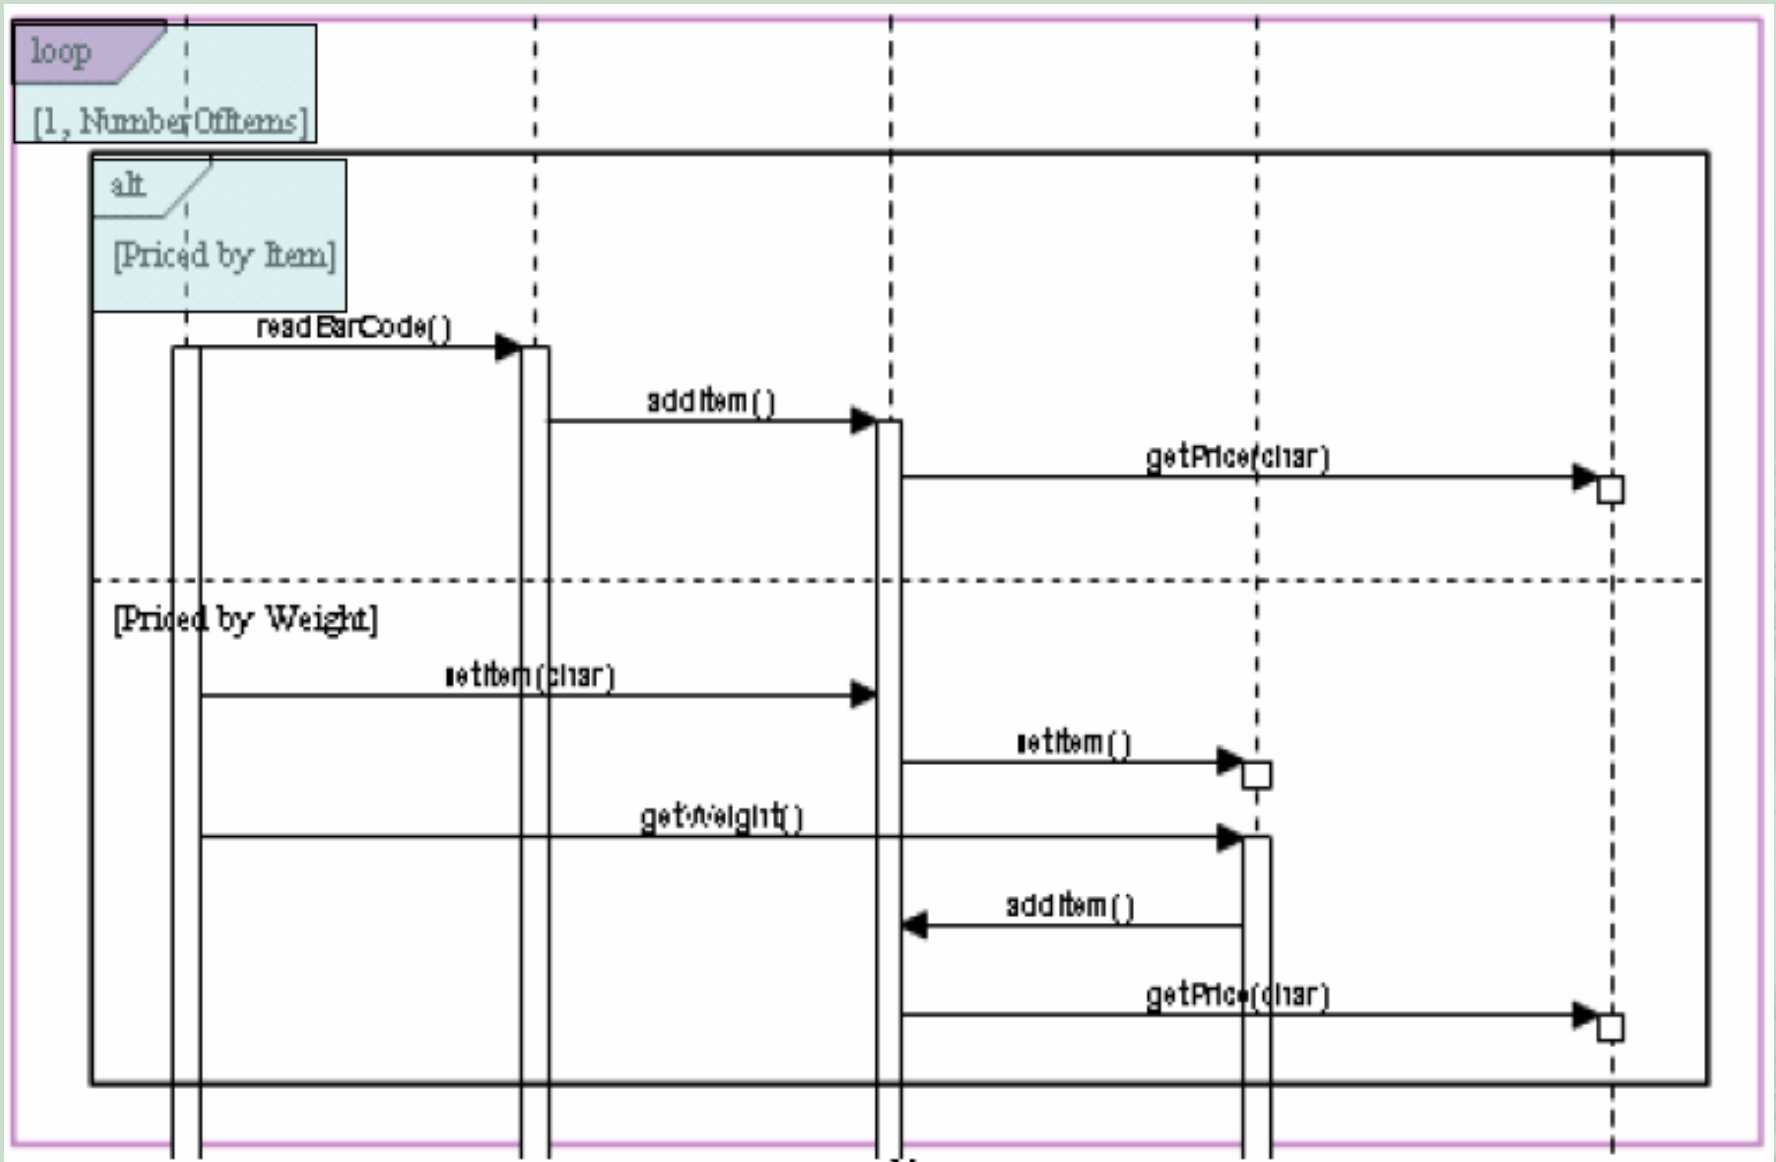 loop
[1, NumberOfItems]
alt
[Priced by Item]
readBarCode()
addItem()
getPrice(char)
[Priced by Weight]
setItem(char)
setItem()
getWeight()
addItem()
getPrice(char)